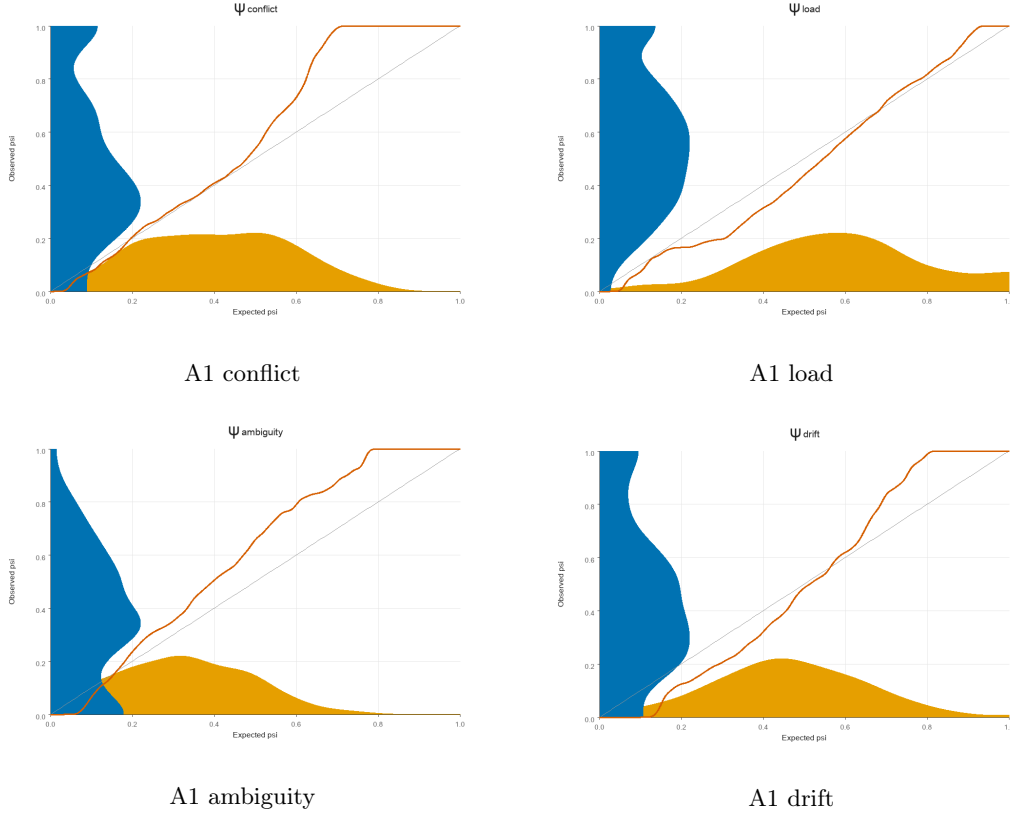 Ψ conflict
1.0
0.8
0.6
0.4
0.2
0.0
Observed psi
0.0 0.2 0.4 0.6 0.8 1.0
Expected psi
A1 conflict
Ψ load
1.0
0.8
0.6
0.4
0.2
0.0
Observed psi
0.0 0.2 0.4 0.6 0.8 1.
Expected psi
A1 load
Ψ ambiguity
1.0
0.8
0.6
0.4
0.2
0.0
Observed psi
0.0 0.2 0.4 0.6 0.8 1.0
Expected psi
A1 ambiguity
Ψ drift
1.0
0.8
0.6
0.4
0.2
0.0
Observed psi
0.0 0.2 0.4 0.6 0.8 1.
Expected psi
A1 drift